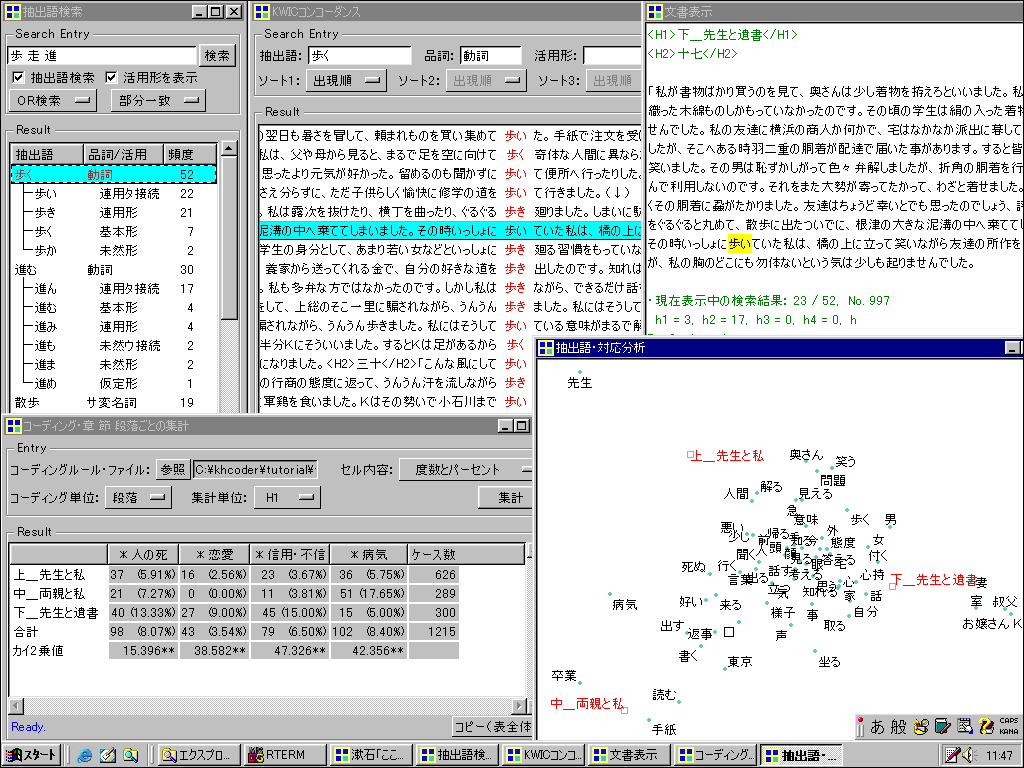 抽出語検索
Search Entry
歩 走 進
検索
抽出語検索
活用形を表示
OR検索
部分一致
Result
抽出語 品詞/活用 頻度
歩く 動詞 52
歩い 連用タ接続 22
歩き 連用形 21
歩く 基本形 7
歩か 未然形 2
進む 動詞 30
進ん 連用タ接続 17
進む 基本形 4
進み 連用形 4
進も 未然ウ接続 2
進ま 未然形 2
進め 仮定形 1
散歩 サ変名詞 19
KWICコンコーダンス
Search Entry
抽出語: 歩く 品詞: 動詞 活用形:
ソート1: 出現順 ソート2: 出現順 ソート3: 出現順
Result
の翌日も暑さを冒して、頼まれものを買い集めて 歩い た。手紙で注文を受
私は、父や母から見ると、まるで足を空に向けて 歩く 奇体な人間に異なら
思ったより元気が好かった。留めるのも聞かずに 歩い て便所へ行ったりした。
さえ分らずに、ただ子供らしく愉快に修学の道を 歩い て行きました。(↓)
。私は露次を抜けたり、横丁を曲ったり、ぐるぐる 歩き 廻りました。しまいに
泥溝の中へ棄ててしまいました。その時いっしょに 歩い ていた私は、橋の上に
学生の身分として、あまり若い女などといっしょに 歩き 廻る習慣をもっていな
義家から送ってくれる金で、自分の好きな道を 歩き 出したのです。知れは
。私も多弁な方ではなかったのです。しかし私は 歩き ながら、できるだけ話
をして、上総のそこ一里に騙されながら、うんうん 歩き ました。私にはそうして
騙されながら、うんうん歩きました。私にはそうして 歩い ている意味がまるで解
半分Kにそういいました。するとKは足があるから 歩く
になりました。<H2>三十</H2>「こんな風にして 歩い
の行商の態度に返って、うんうん汗を流しながら 歩き
軍鶏を食いました。Kはその勢いで小石川まで 歩い
文書表示
<H1>下__先生と遺書</H1>
<H2>十七</H2>
「私が書物ばかり買うのを見て、奥さんは少し着物を拵えろといいました。私
織った木綿ものしかもっていなかったのです。その頃の学生は絹の入った着物
せんでした。私の友達に横浜の商人か何かで、宅はなかなか派出に暮して
したが、そこへある時羽二重の胴着が配達で届いた事があります。すると皆
笑いました。その男は恥ずかしがって色々弁解しましたが、折角の胴着を行
んで利用しないのです。それをまた大勢が寄ってたかって、わざと着せました。
くその胴着に蝨がたかりました。友達はちょうど幸いとでも思ったのでしょう、評
をぐるぐると丸めて、散歩に出たついでに、根津の大きな泥溝の中へ棄てて
その時いっしょに歩いていた私は、橋の上に立って笑いながら友達の所作を
が、私の胸のどこにも勿体ないという気は少しも起りませんでした。
・現在表示中の検索結果: 23 / 52, No. 997
h1 = 3, h2 = 17, h3 = 0, h4 = 0, h
抽出語・対応分析
先生
上__先生と私
奥さん
笑う
問題
解る
人間
見える
急
意味
歩く
男
悪い
少し
外
帰る
前
女
態度
付く
聞く
人
頭
顔
見る
眼
答える
死ぬ
行く
言葉
出る
話す
考える
心
心持
下__先生と遺書
妻
立つ
気
知れる
家
話
病気
好い
来る
室
叔父
様子
事
自分
お嬢さん
K
出す
返事
口
声
取る
書く
東京
坐る
卒業
中__両親と私
読む
手紙
コーディング・章 節 段落ごとの集計
Entry
コーディングルール・ファイル: 参照 C:\khcoder\tutorial\ セル内容: 度数とパーセント
コーディング単位: 段落 集計単位: H1 集計
Result
* 人の死 * 恋愛 * 信用・不信 * 病気 ケース数
上__先生と私 37 (5.91%) 16 (2.56%) 23 (3.67%) 36 (5.75%) 626
中__両親と私 21 (7.27%) 0 (0.00%) 11 (3.81%) 51 (17.65%) 289
下__先生と遺書 40 (13.33%) 27 (9.00%) 45 (15.00%) 15 (5.00%) 300
合計 98 (8.07%) 43 (3.54%) 79 (6.50%) 102 (8.40%) 1215
カイ2乗値 15.396** 38.582** 47.326** 42.356**
Ready.
コピー(表全体
あ 般 CAPS KANA
スタート
エクスプロ...
RTERM
漱石「ここ...
抽出語検...
KWICコンコ...
文書表示
コーディング...
抽出語・...
11:47